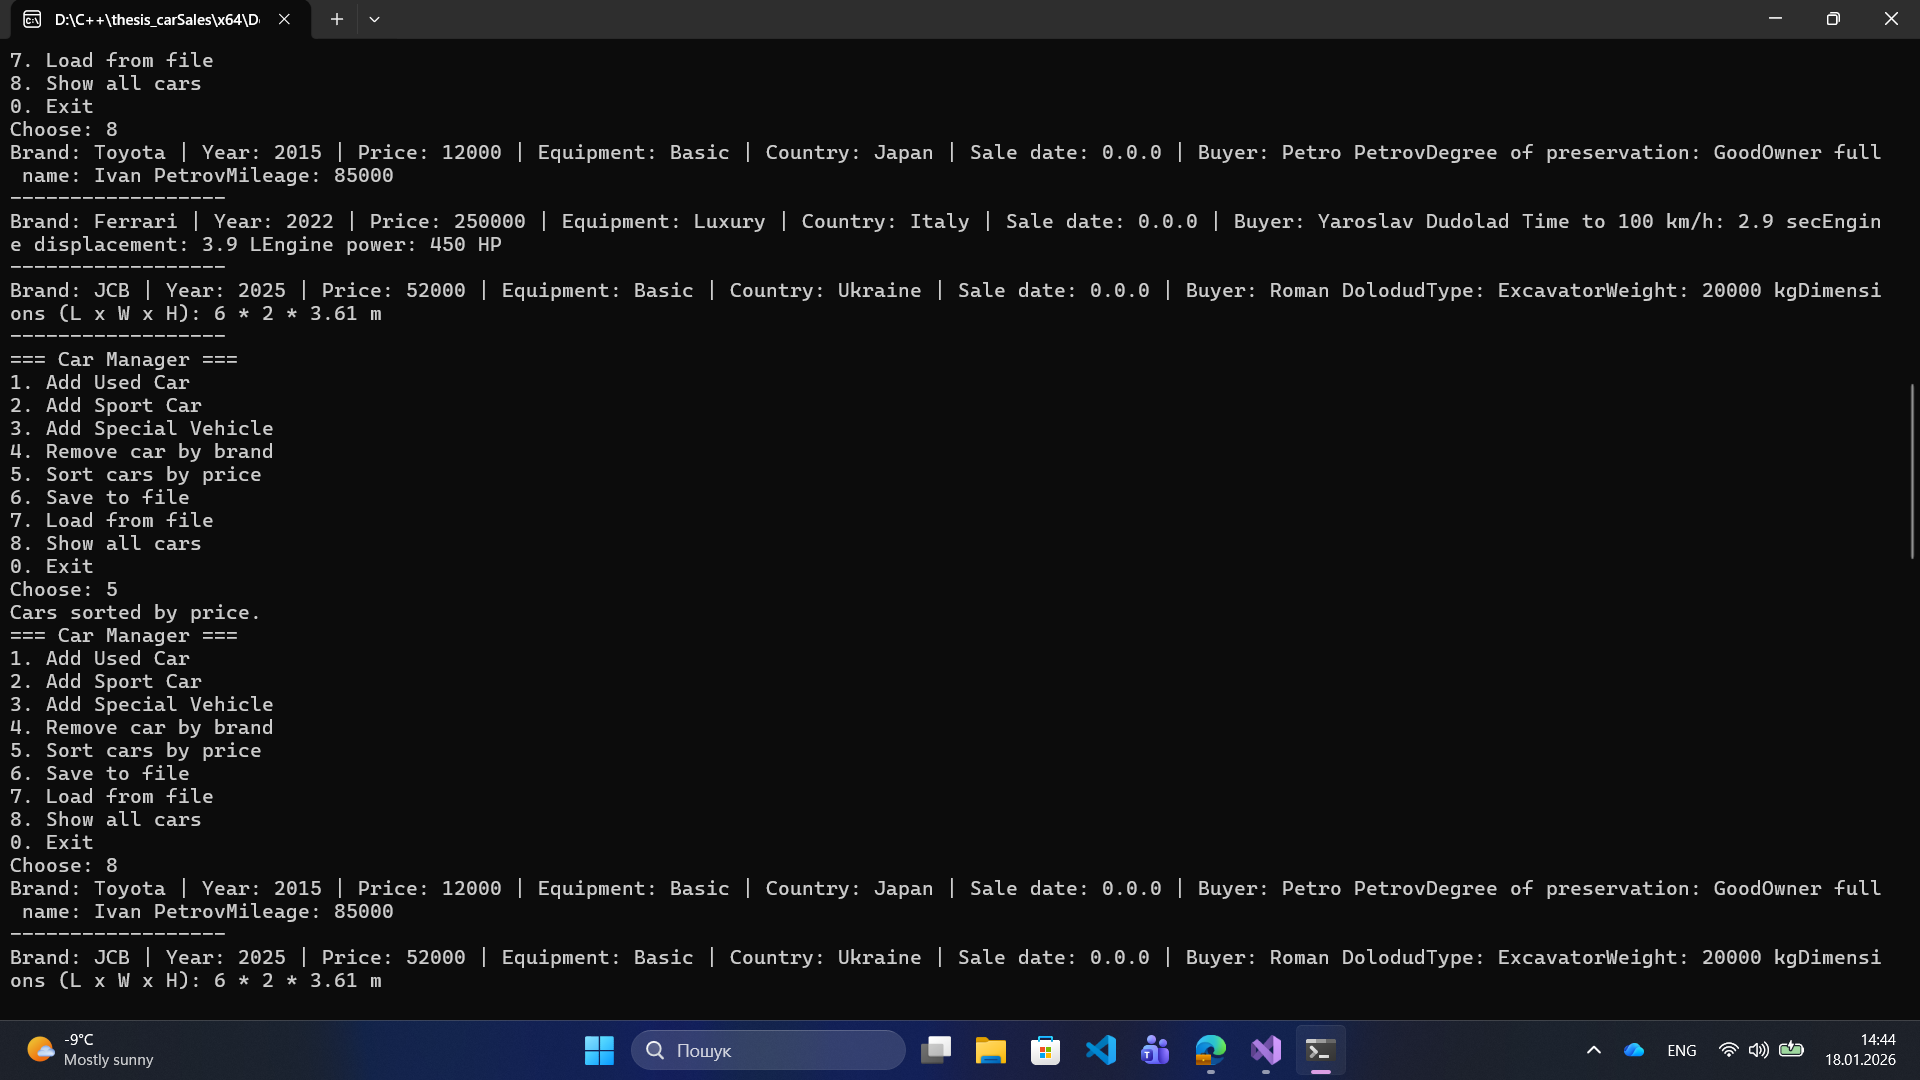 D:\C++\thesis_carSales\x64\D
7. Load from file
8. Show all cars
0. Exit
Choose: 8
Brand: Toyota | Year: 2015 | Price: 12000 | Equipment: Basic | Country: Japan | Sale date: 0.0.0 | Buyer: Petro PetrovDegree of preservation: GoodOwner full
name: Ivan PetrovMileage: 85000
------------------
Brand: Ferrari | Year: 2022 | Price: 250000 | Equipment: Luxury | Country: Italy | Sale date: 0.0.0 | Buyer: Yaroslav Dudolad Time to 100 km/h: 2.9 secEngin
e displacement: 3.9 LEngine power: 450 HP
------------------
Brand: JCB | Year: 2025 | Price: 52000 | Equipment: Basic | Country: Ukraine | Sale date: 0.0.0 | Buyer: Roman DolodudType: ExcavatorWeight: 20000 kgDimensi
ons (L x W x H): 6 * 2 * 3.61 m
------------------
=== Car Manager ===
1. Add Used Car
2. Add Sport Car
3. Add Special Vehicle
4. Remove car by brand
5. Sort cars by price
6. Save to file
7. Load from file
8. Show all cars
0. Exit
Choose: 5
Cars sorted by price.
=== Car Manager ===
1. Add Used Car
2. Add Sport Car
3. Add Special Vehicle
4. Remove car by brand
5. Sort cars by price
6. Save to file
7. Load from file
8. Show all cars
0. Exit
Choose: 8
Brand: Toyota | Year: 2015 | Price: 12000 | Equipment: Basic | Country: Japan | Sale date: 0.0.0 | Buyer: Petro PetrovDegree of preservation: GoodOwner full
name: Ivan PetrovMileage: 85000
------------------
Brand: JCB | Year: 2025 | Price: 52000 | Equipment: Basic | Country: Ukraine | Sale date: 0.0.0 | Buyer: Roman DolodudType: ExcavatorWeight: 20000 kgDimensi
ons (L x W x H): 6 * 2 * 3.61 m
-9°C
Mostly sunny
Пошук
ENG
14:44
18.01.2026